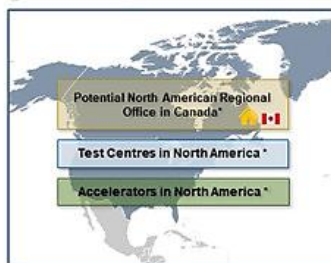 Potential North American Regional
Office in Canada*
Test Centres in North America *
Accelerators in North America *